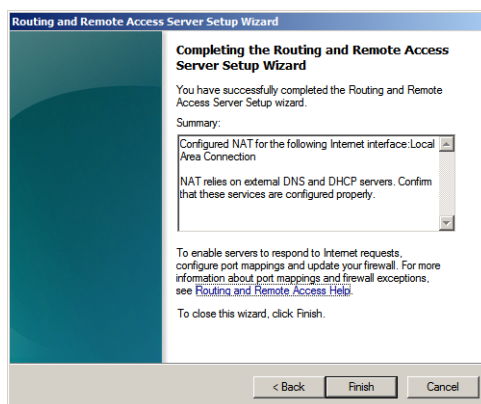 Routing and Remote Access Server Setup Wizard
Completing the Routing and Remote Access
Server Setup Wizard
You have successfully completed the Routing and Remote
Access Server Setup wizard.
Summary:
Configured NAT for the following Internet interface:Local
Area Connection
NAT relies on external DNS and DHCP servers. Confirm
that these services are configured properly.
To enable servers to respond to Internet requests,
configure port mappings and update your firewall. For more
information about port mappings and firewall exceptions,
see Routing and Remote Access Help.
To close this wizard, click Finish.
< Back Finish Cancel